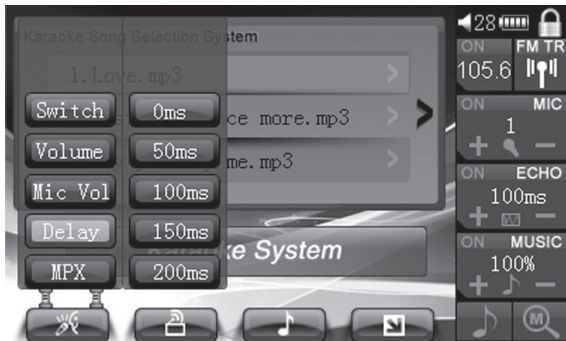 Karaoke Song Selection System
1.Love.mp3
ce more.mp3
me.mp3
Switch
Volume
Mic Vol
Delay
MPX
0ms
50ms
100ms
150ms
200ms
ke System
28
ON FM TR
105.6
ON MIC
1
+ −
ON ECHO
100ms
+ −
ON MUSIC
100%
+ −
M